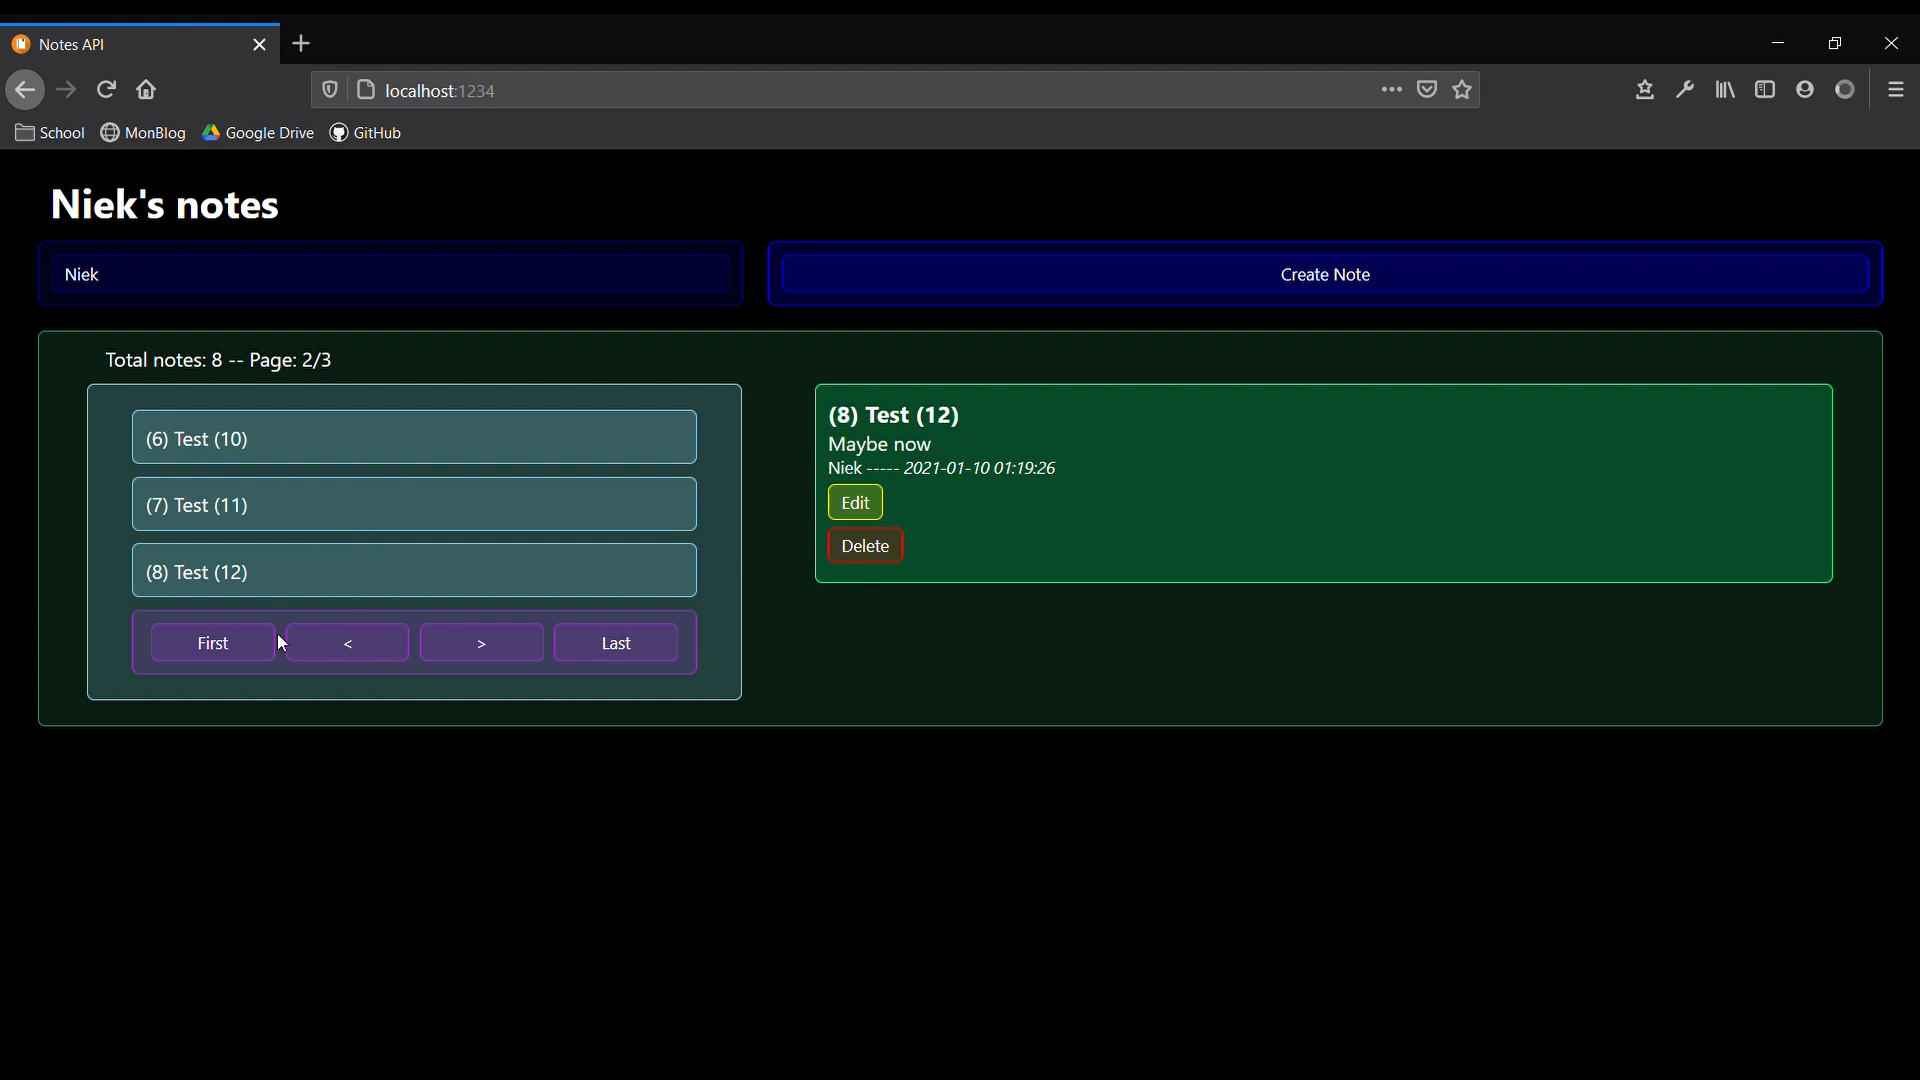 Notes API
localhost:1234
School MonBlog Google Drive GitHub
Niek's notes
Niek
Create Note
Total notes: 8 -- Page: 2/3
(6) Test (10)
(7) Test (11)
(8) Test (12)
First < > Last
(8) Test (12)
Maybe now
Niek ----- 2021-01-10 01:19:26
Edit
Delete